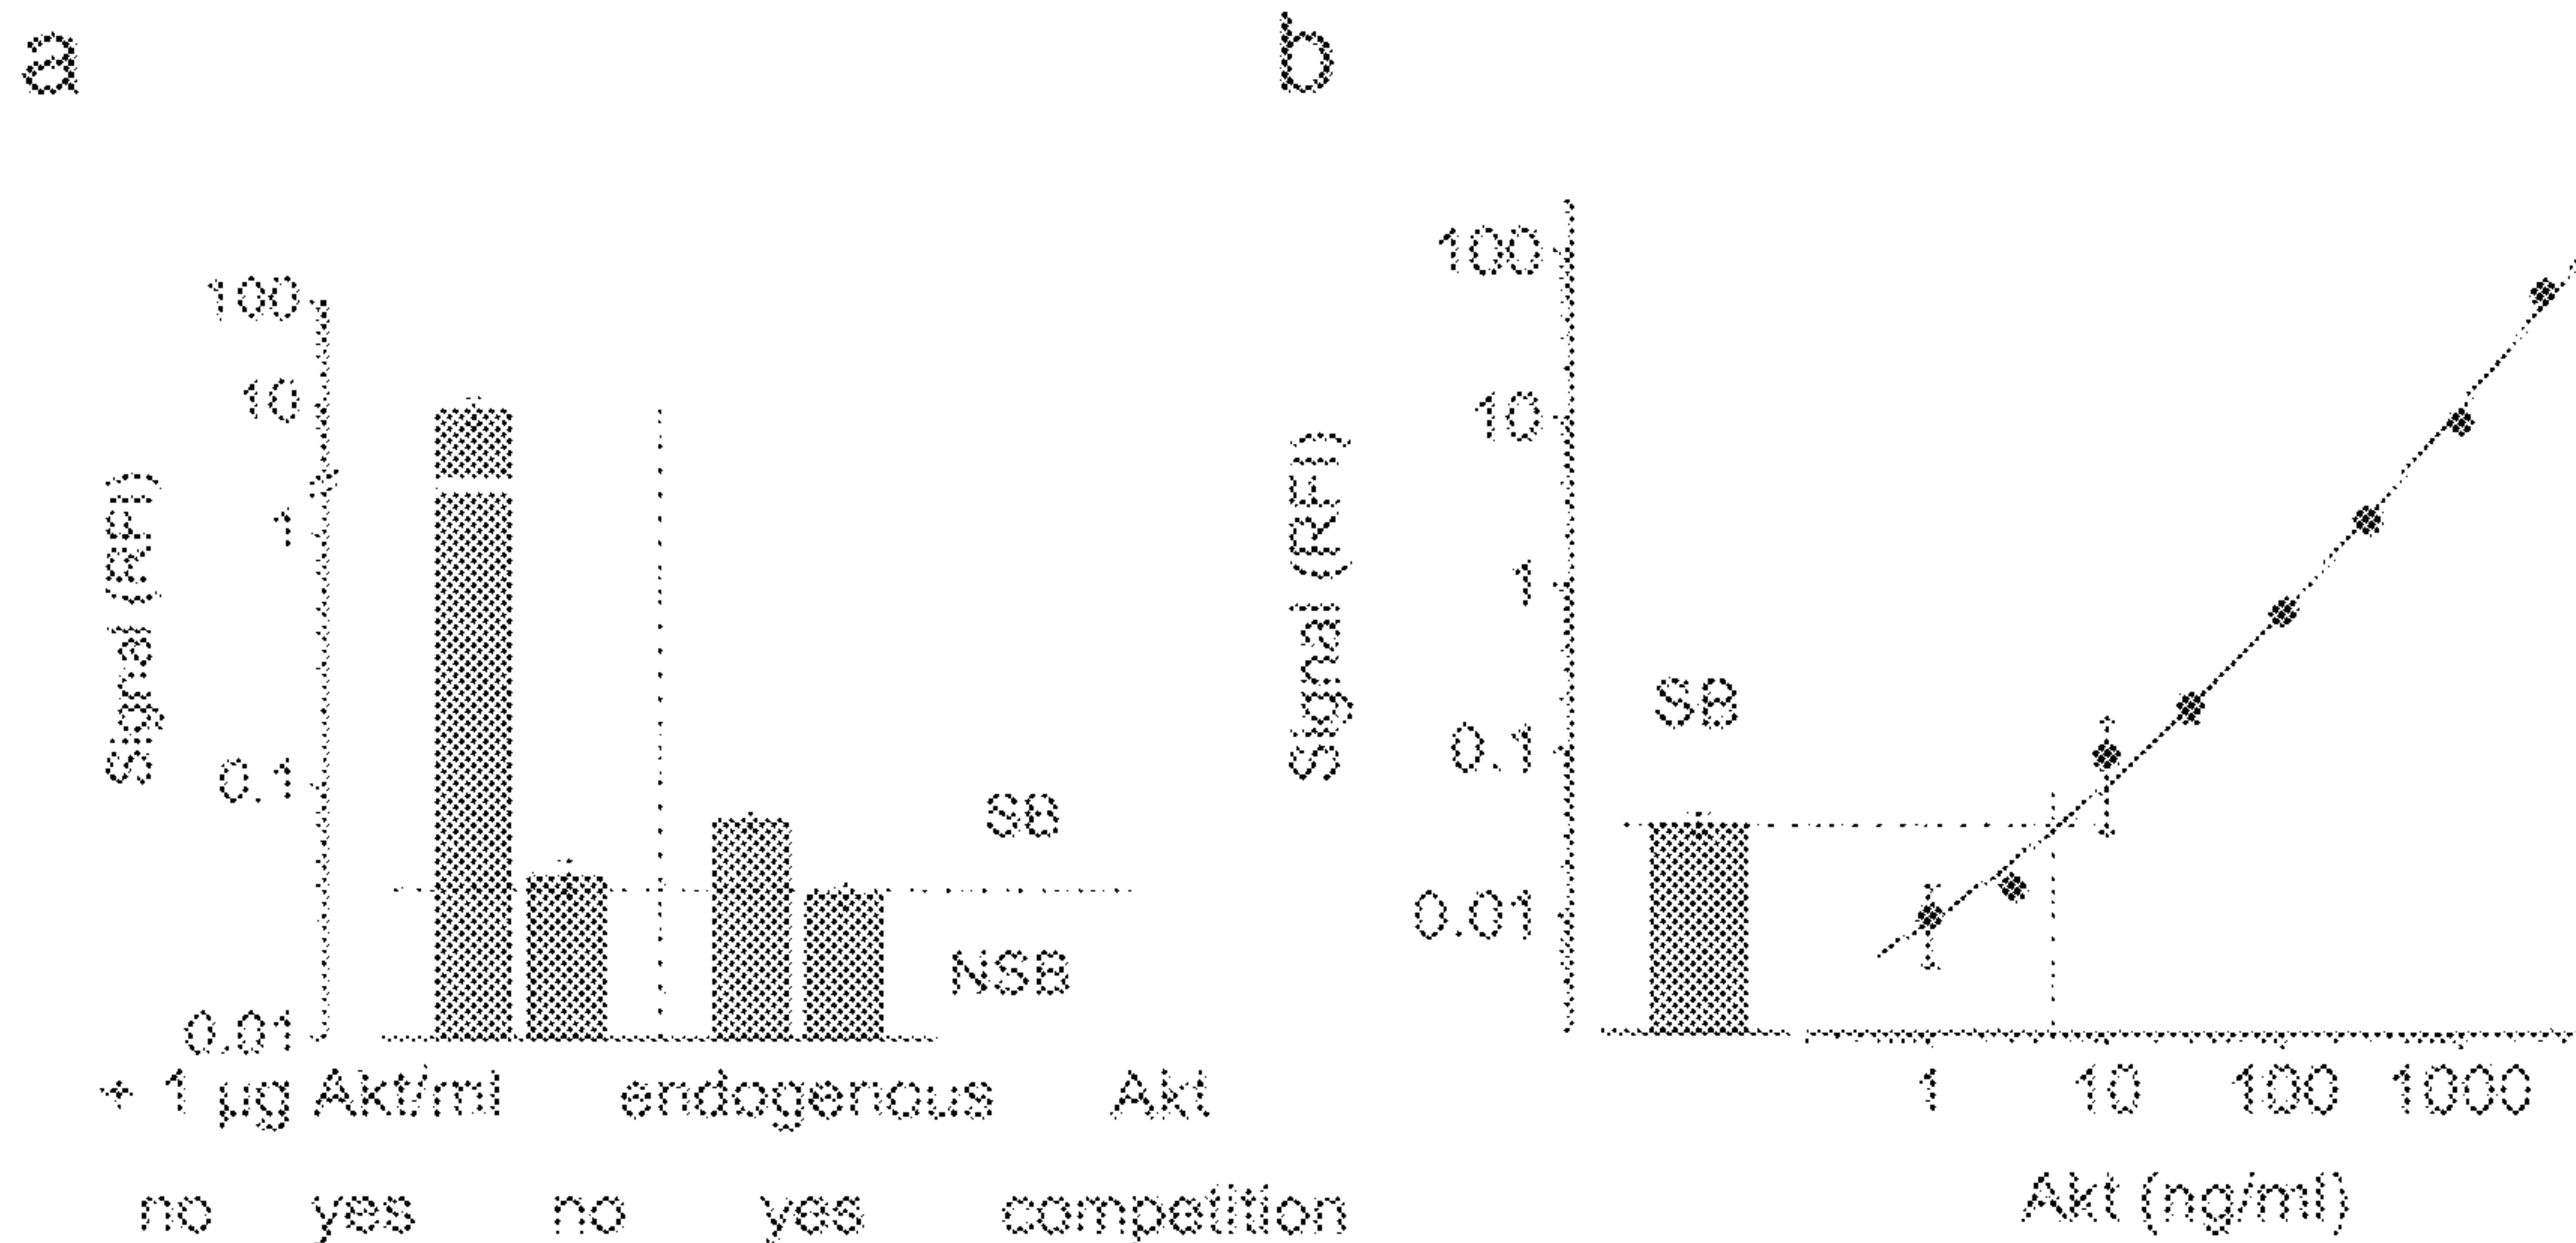 a
Signal (RFI)
100
10
1
0.1
0.01
SB
NSB
+ 1 µg Akt/ml endogenous Akt
no yes no yes competition
b
Signal (RFI)
100
10
1
0.1
0.01
SB
1 10 100 1000
Akt (ng/ml)